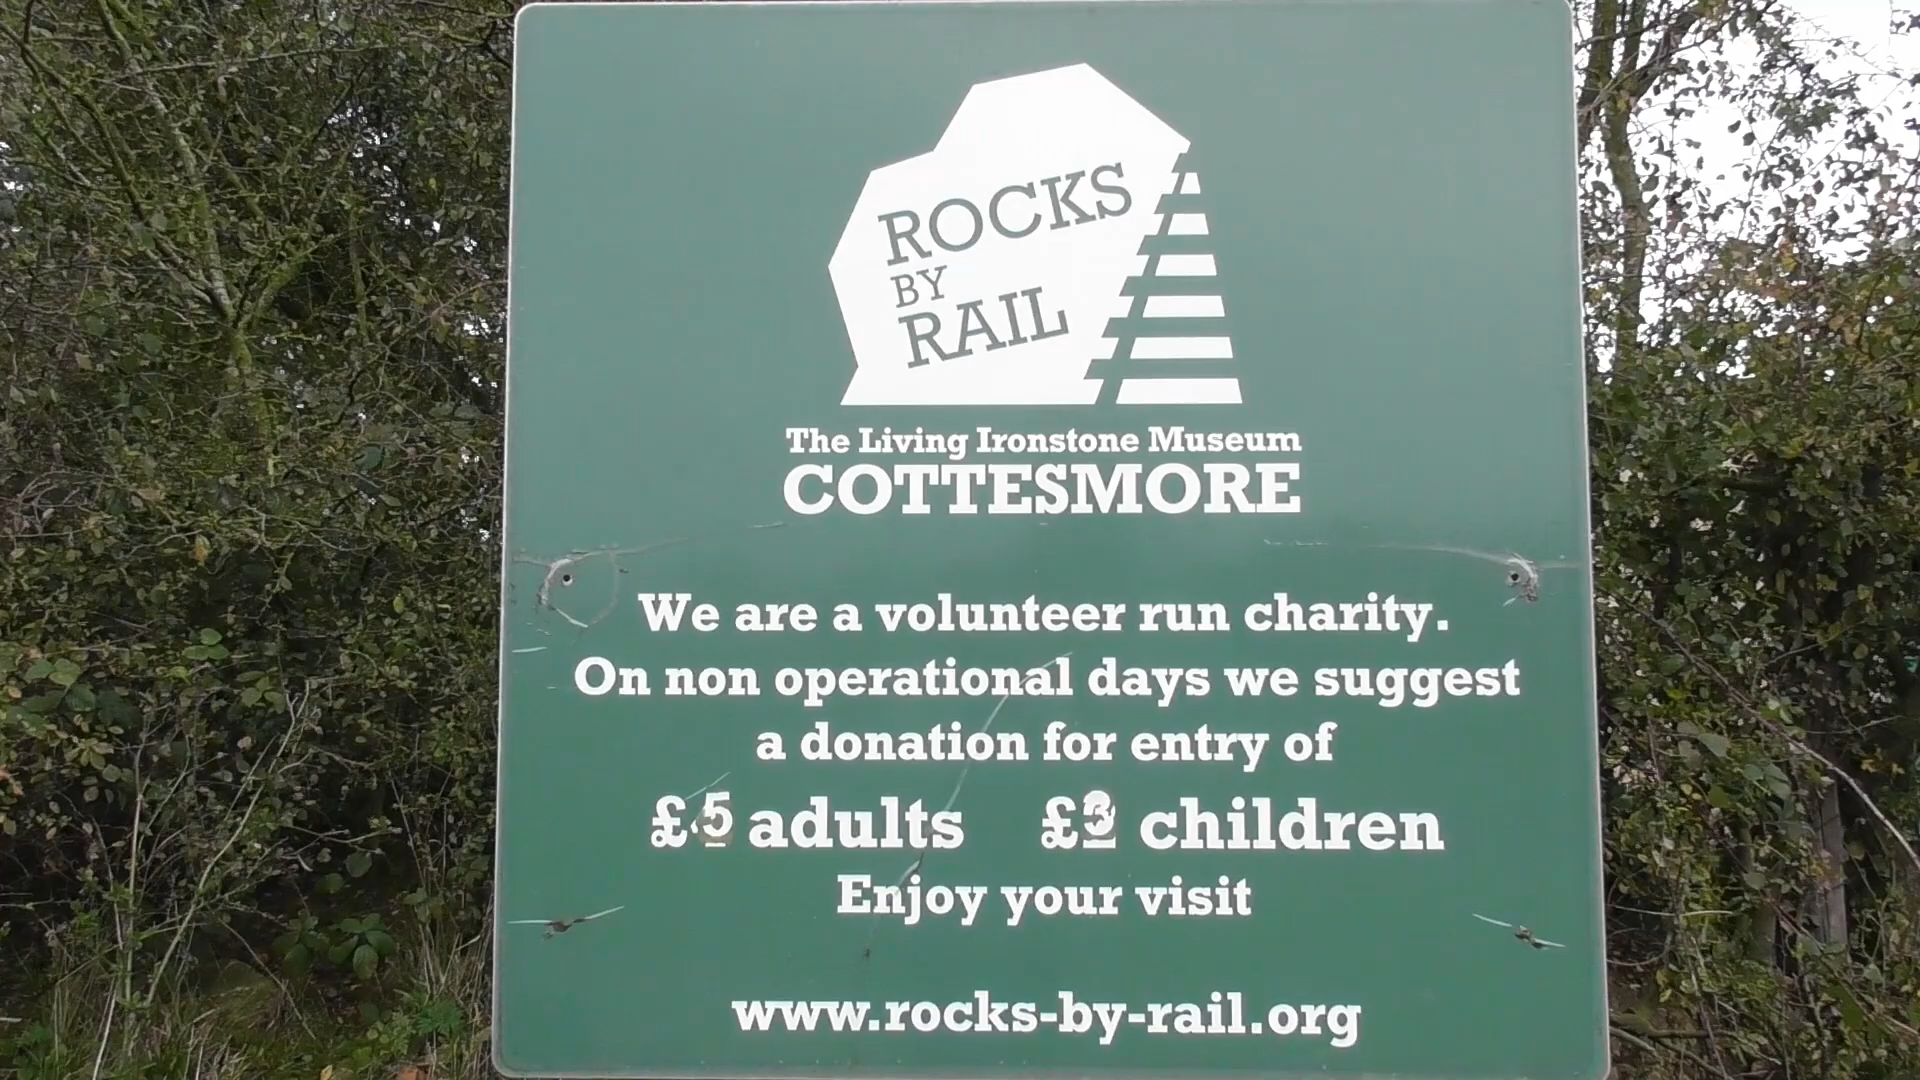 ROCKS
BY
RAIL
The Living Ironstone Museum
COTTESMORE
We are a volunteer run charity.
On non operational days we suggest
a donation for entry of
£5 adults £3 children
Enjoy your visit
www.rocks-by-rail.org